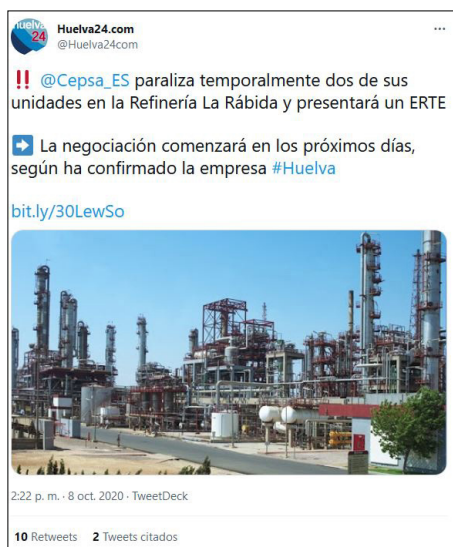 huelva
24
Huelva24.com
@Huelva24com
...
‼️ @Cepsa_ES paraliza temporalmente dos de sus
unidades en la Refinería La Rábida y presentará un ERTE
➡️ La negociación comenzará en los próximos días,
según ha confirmado la empresa #Huelva
bit.ly/30LewSo
2:22 p. m. · 8 oct. 2020 · TweetDeck
10 Retweets 2 Tweets citados